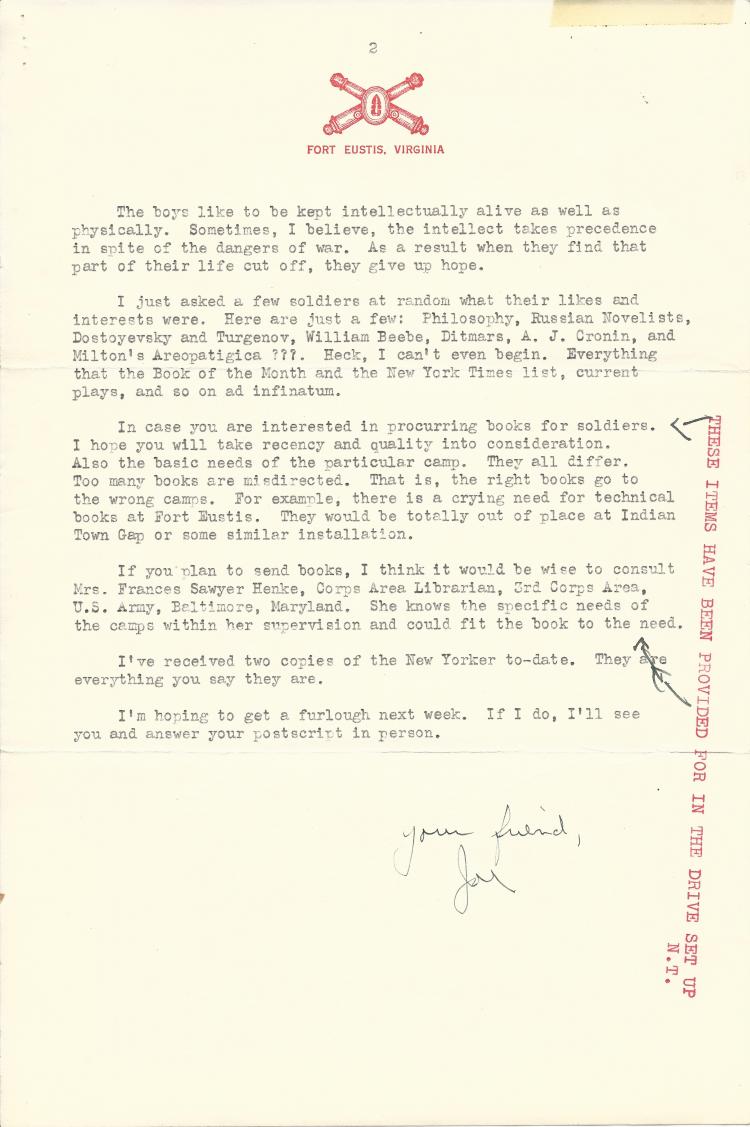 2
FORT EUSTIS, VIRGINIA
The boys like to be kept intellectually alive as well as
physically. Sometimes, I believe, the intellect takes precedence
in spite of the dangers of war. As a result when they find that
part of their life cut off, they give up hope.
I just asked a few soldiers at random what their likes and
interests were. Here are just a few: Philosophy, Russian Novelists,
Dostoyevsky and Turgenov, William Beebe, Ditmars, A. J. Cronin, and
Milton's Areopatigica ???. Heck, I can't even begin. Everything
that the Book of the Month and the New York Times list, current
plays, and so on ad infinatum.
In case you are interested in procurring books for soldiers.
I hope you will take recency and quality into consideration.
Also the basic needs of the particular camp. They all differ.
Too many books are misdirected. That is, the right books go to
the wrong camps. For example, there is a crying need for technical
books at Fort Eustis. They would be totally out of place at Indian
Town Gap or some similar installation.
If you plan to send books, I think it would be wise to consult
Mrs. Frances Sawyer Henke, Corps Area Librarian, 3rd Corps Area,
U.S. Army, Baltimore, Maryland. She knows the specific needs of
the camps within her supervision and could fit the book to the need.
I've received two copies of the New Yorker to-date. They are
everything you say they are.
I'm hoping to get a furlough next week. If I do, I'll see
you and answer your postscript in person.
your friend,
THESE ITEMS HAVE BEEN PROVIDED FOR IN THE DRIVE SET UP
N.T.